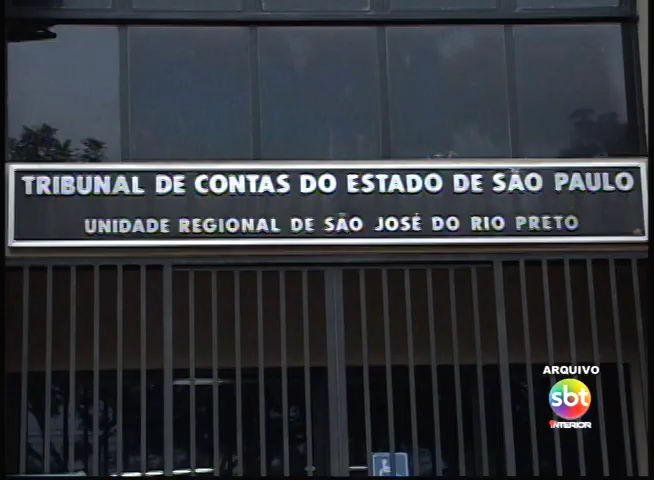 TRIBUNAL DE CONTAS DO ESTADO DE SÃO PAULO
UNIDADE REGIONAL DE SÃO JOSÉ DO RIO PRETO
ARQUIVO
sbt
INTERIOR